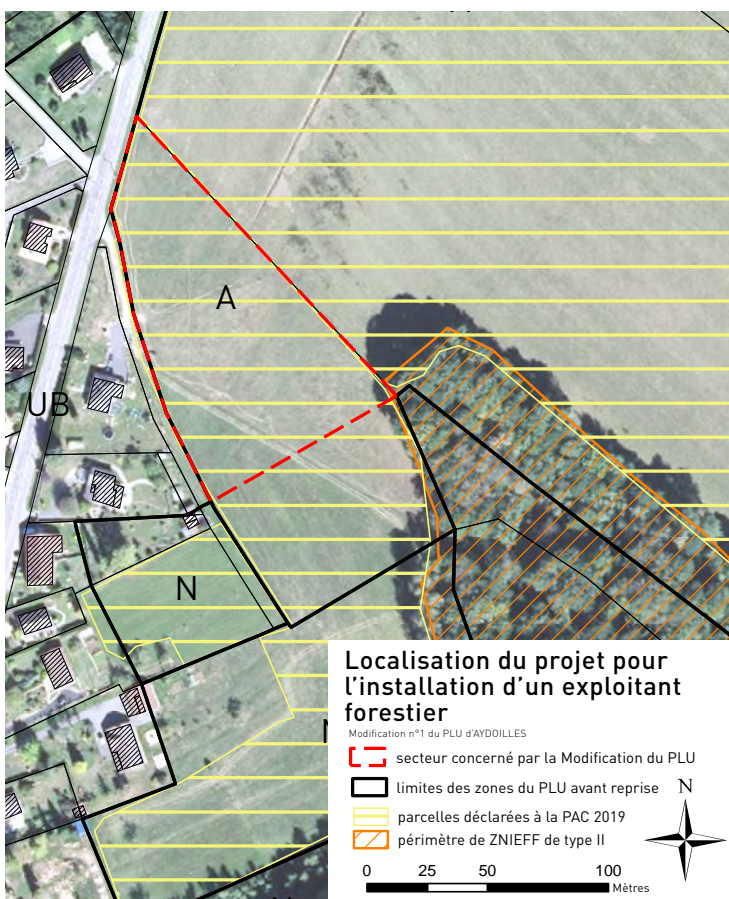 A
UB
N
Localisation du projet pour
l'installation d'un exploitant
forestier
Modification n°1 du PLU d'AYDOILLES
secteur concerné par la Modification du PLU
limites des zones du PLU avant reprise
N
parcelles déclarées à la PAC 2019
périmètre de ZNIEFF de type II
0 25 50 100
Mètres